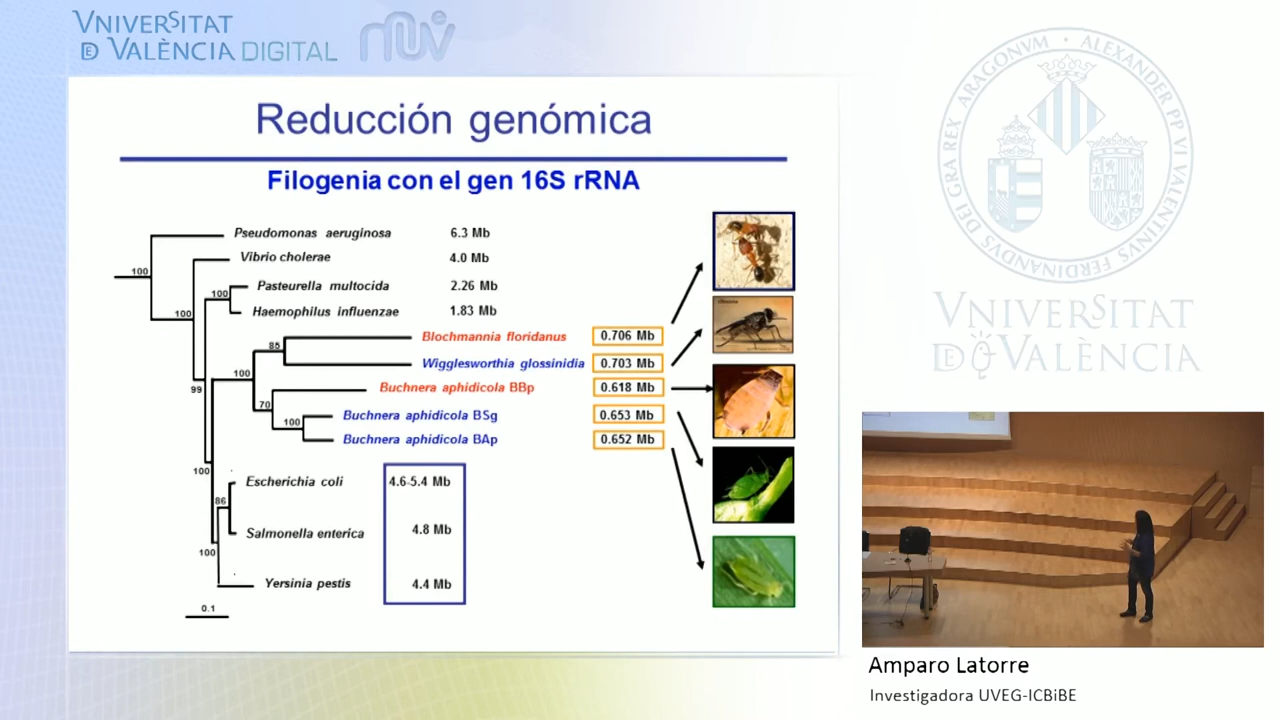 VNIVERSITAT
DE VALÈNCIA DIGITAL
Reducción genómica
Filogenia con el gen 16S rRNA
Pseudomonas aeruginosa 6.3 Mb
Vibrio cholerae 4.0 Mb
100
Pasteurella multocida 2.26 Mb
100
Haemophilus influenzae 1.83 Mb
100
Blochmannia floridanus 0.706 Mb
85
Wigglesworthia glossinidia 0.703 Mb
100
99
Buchnera aphidicola BBp 0.618 Mb
70
Buchnera aphidicola BSg 0.653 Mb
100
Buchnera aphidicola BAp 0.652 Mb
100
Escherichia coli 4.6-5.4 Mb
86
Salmonella enterica 4.8 Mb
100
Yersinia pestis 4.4 Mb
0.1
VNIVERSITAT
DE VALÈNCIA
Amparo Latorre
Investigadora UVEG-ICBiBE